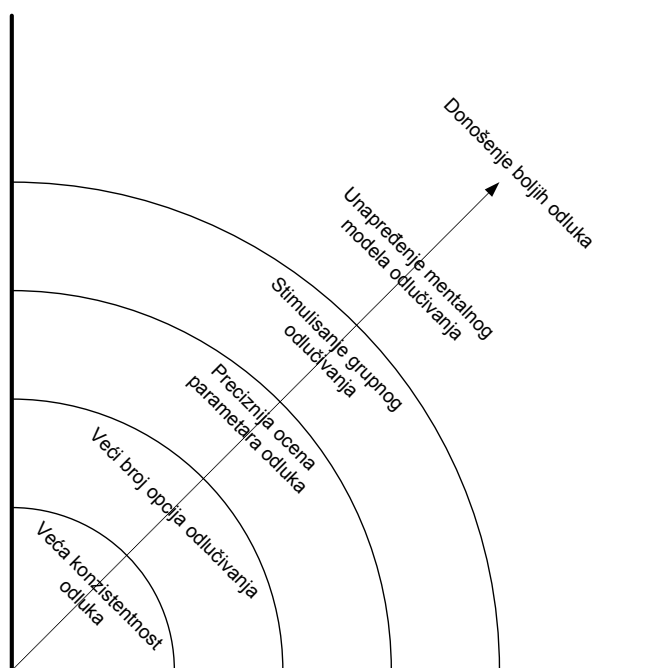 Donošenje boljih odluka
Unapređenje mentalnog
modela odlučivanja
Stimulisanje grupnog
odlučivanja
Preciznija ocena
parametara odluka
Veći broj opcija odlučivanja
Veća konzistentnost
odluka